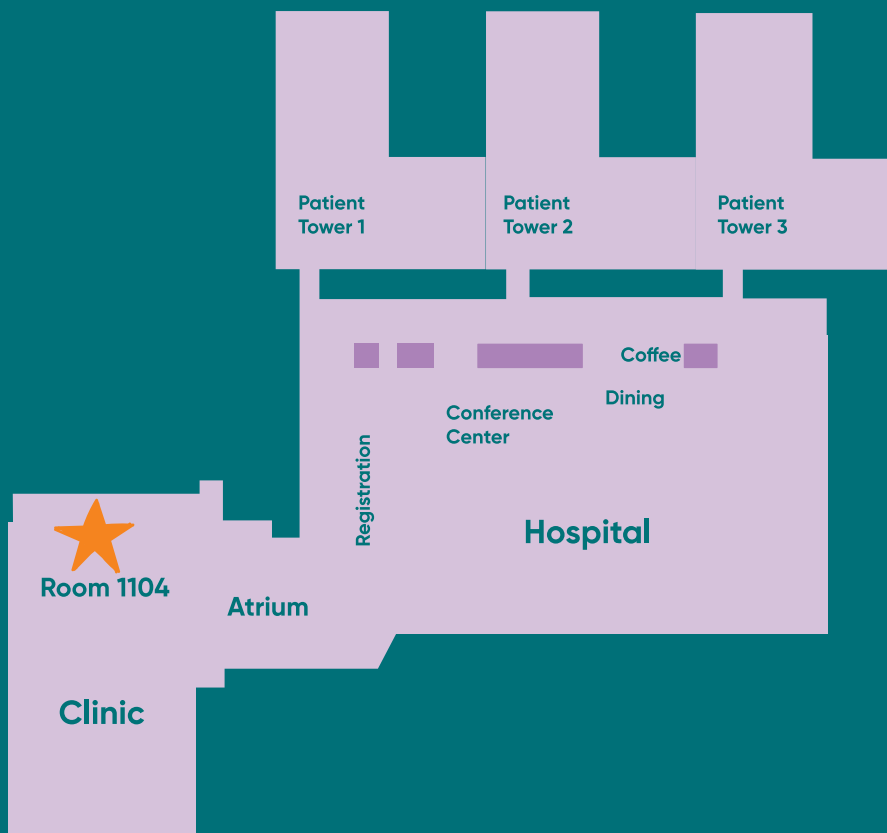 Patient
Tower 1
Patient
Tower 2
Patient
Tower 3
Coffee
Dining
Conference
Center
Registration
Hospital
Room 1104
Atrium
Clinic